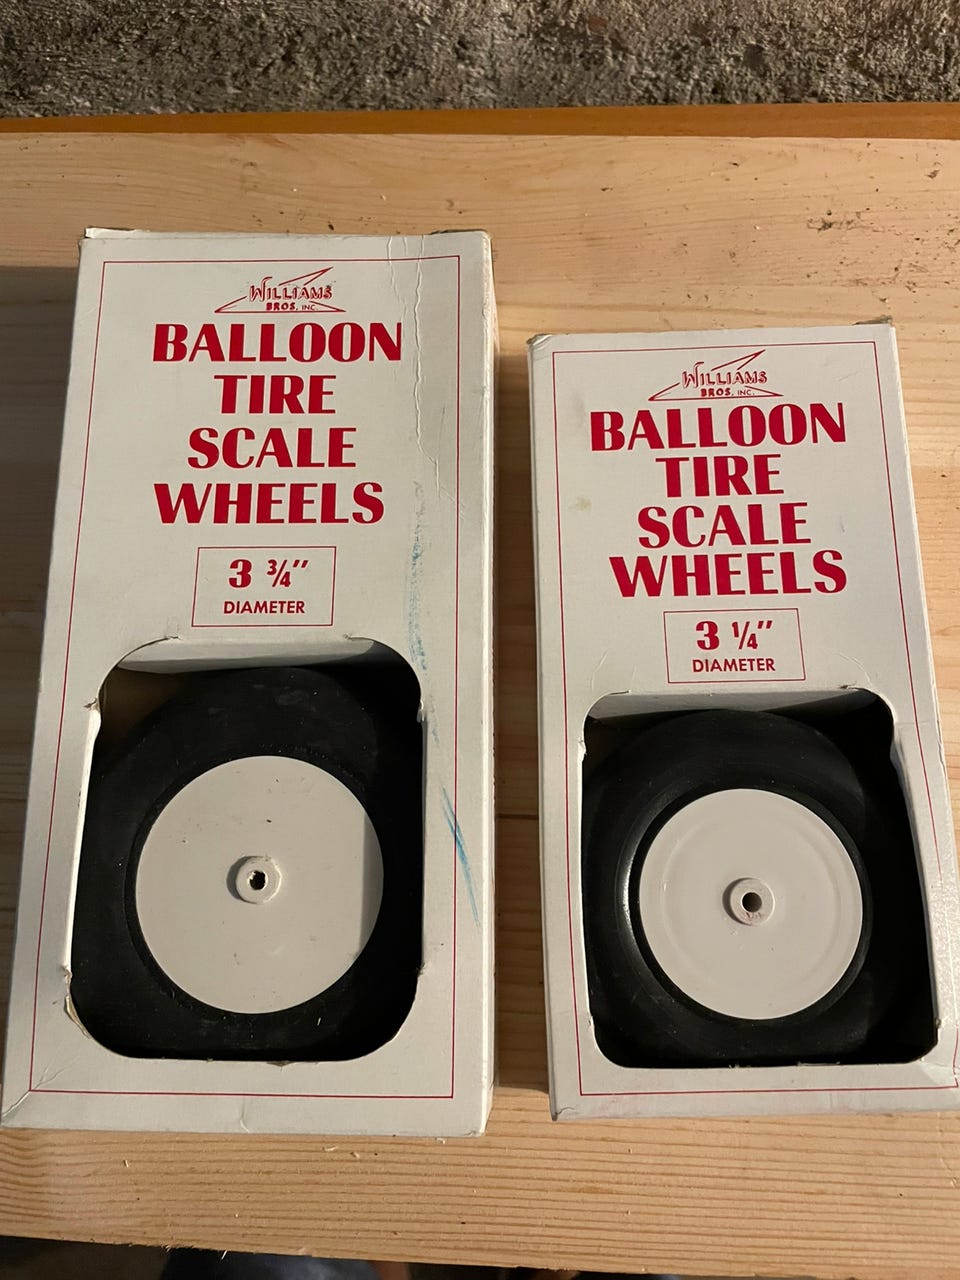 WILLIAMS
BROS. INC.
BALLOON
TIRE
SCALE
WHEELS
3 ¾"
DIAMETER
WILLIAMS
BROS. INC.
BALLOON
TIRE
SCALE
WHEELS
3 ¼"
DIAMETER